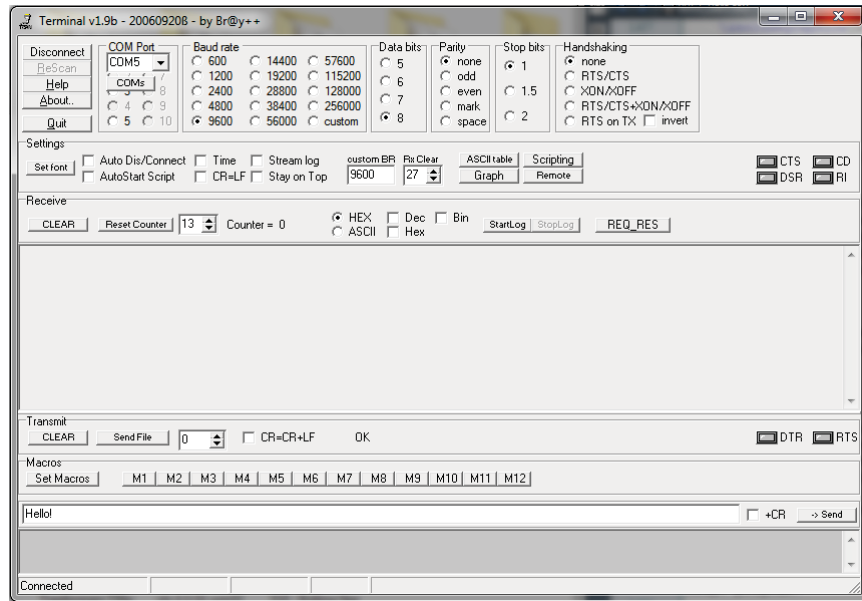 Terminal v1.9b - 200609208 - by Br@y++
Disconnect
ReScan
Help
About..
Quit
COM Port
COM5
COMs
3 8
4 9
5 10
Baud rate
600 14400 57600
1200 19200 115200
2400 28800 128000
4800 38400 256000
9600 56000 custom
Data bits
5
6
7
8
Parity
none
odd
even
mark
space
Stop bits
1
1.5
2
Handshaking
none
RTS/CTS
XON/XOFF
RTS/CTS+XON/XOFF
RTS on TX invert
Settings
Set font
Auto Dis/Connect Time Stream log
AutoStart Script CR=LF Stay on Top
custom BR Rx Clear
9600 27
ASCII table Scripting
Graph Remote
CTS CD
DSR RI
Receive
CLEAR Reset Counter 13 Counter = 0
HEX Dec Bin
ASCII Hex
StartLog StopLog REQ_RES
Transmit
CLEAR Send File 0 CR=CR+LF OK
DTR RTS
Macros
Set Macros M1 M2 M3 M4 M5 M6 M7 M8 M9 M10 M11 M12
Hello! +CR -> Send
Connected